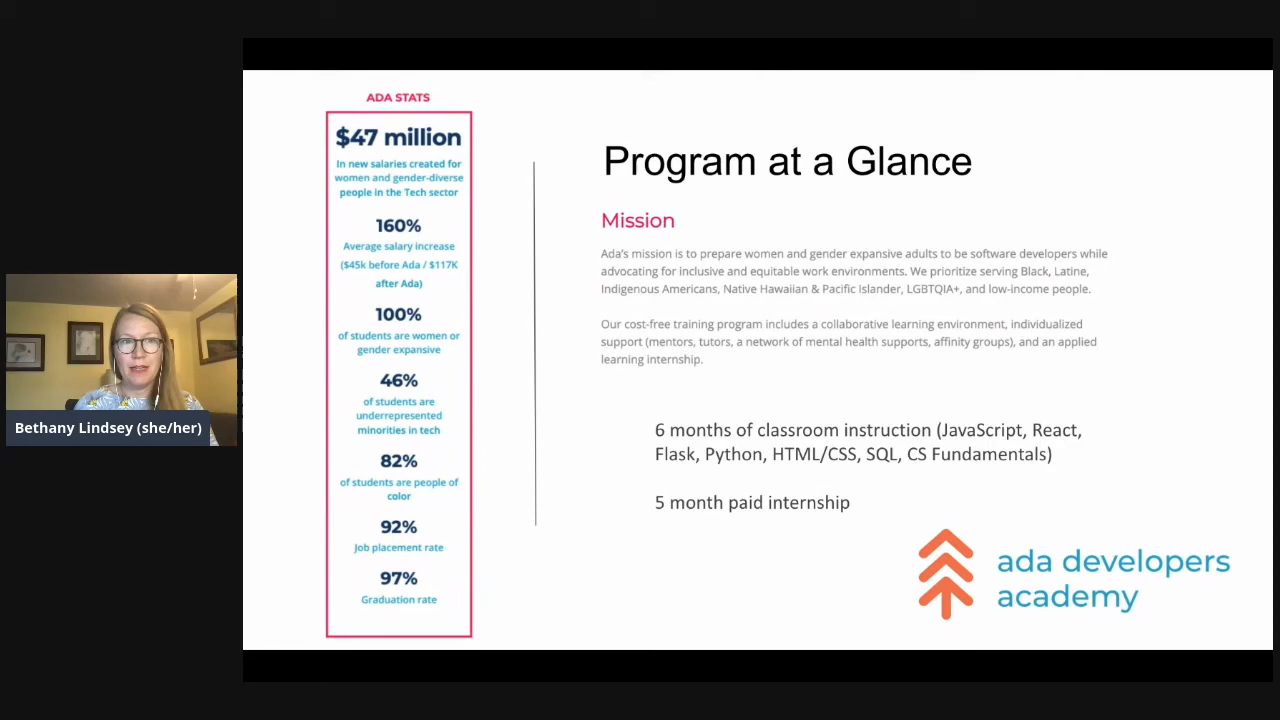 ADA STATS
$47 million
In new salaries created for
women and gender-diverse
people in the Tech sector
160%
Average salary increase
($45k before Ada / $117K
after Ada)
100%
of students are women or
gender expansive
46%
of students are
underrepresented
minorities in tech
82%
of students are people of
color
92%
Job placement rate
97%
Graduation rate
Program at a Glance
Mission
Ada's mission is to prepare women and gender expansive adults to be software developers while
advocating for inclusive and equitable work environments. We prioritize serving Black, Latine,
Indigenous Americans, Native Hawaiian & Pacific Islander, LGBTQIA+, and low-income people.
Our cost-free training program includes a collaborative learning environment, individualized
support (mentors, tutors, a network of mental health supports, affinity groups), and an applied
learning internship.
6 months of classroom instruction (JavaScript, React,
Flask, Python, HTML/CSS, SQL, CS Fundamentals)
5 month paid internship
ada developers
academy
Bethany Lindsey (she/her)